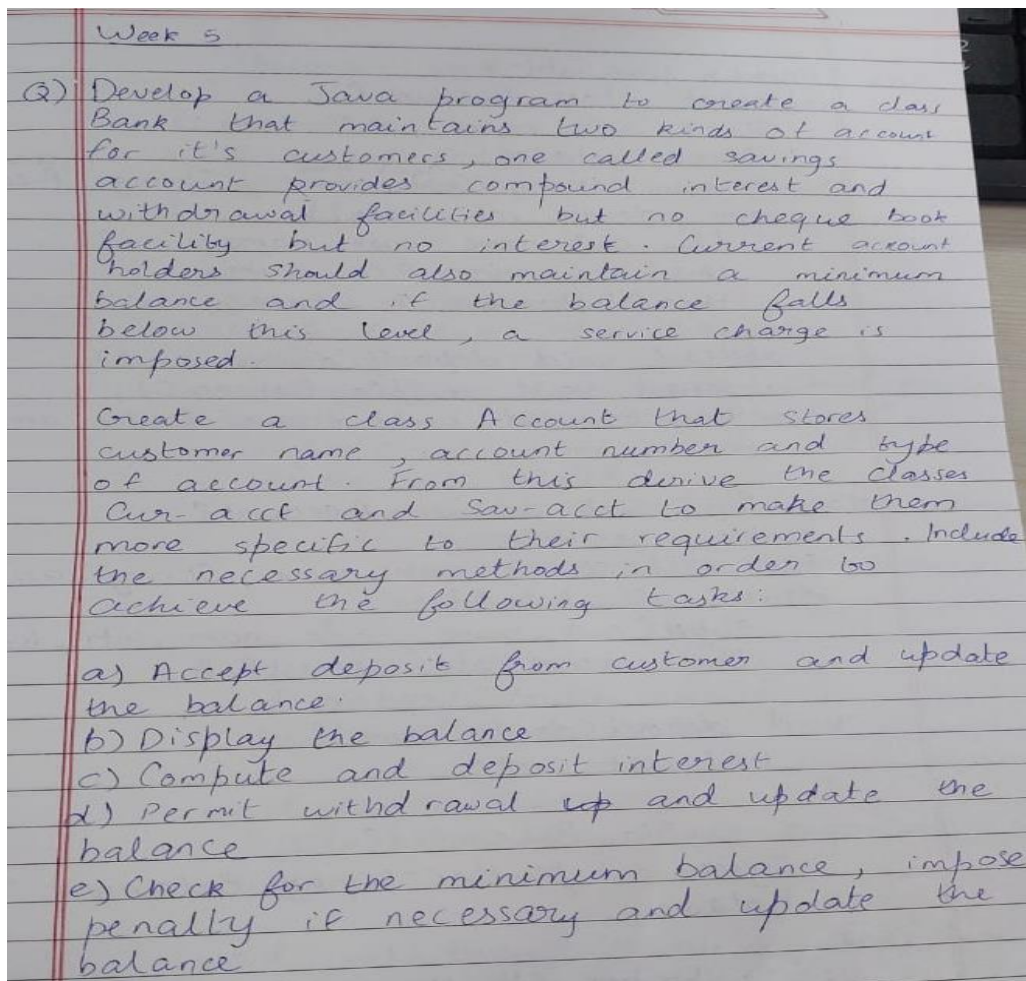 Week 5
Q) Develop a Java program to create a class
Bank that maintains two kinds of account
for it's customers, one called savings
account provides compound interest and
withdrawal facilities but no cheque book
facility but no interest. Current account
holders should also maintain a minimum
balance and if the balance falls
below this level, a service charge is
imposed.
Create a class Account that stores
customer name, account number and type
of account. From this derive the classes
Cur-acct and Sav-acct to make them
more specific to their requirements. Include
the necessary methods in order to
achieve the following tasks:
a) Accept deposit from customer and update
the balance.
b) Display the balance
c) Compute and deposit interest
d) Permit withdrawal up and update the
balance
e) Check for the minimum balance, impose
penalty if necessary and update the
balance